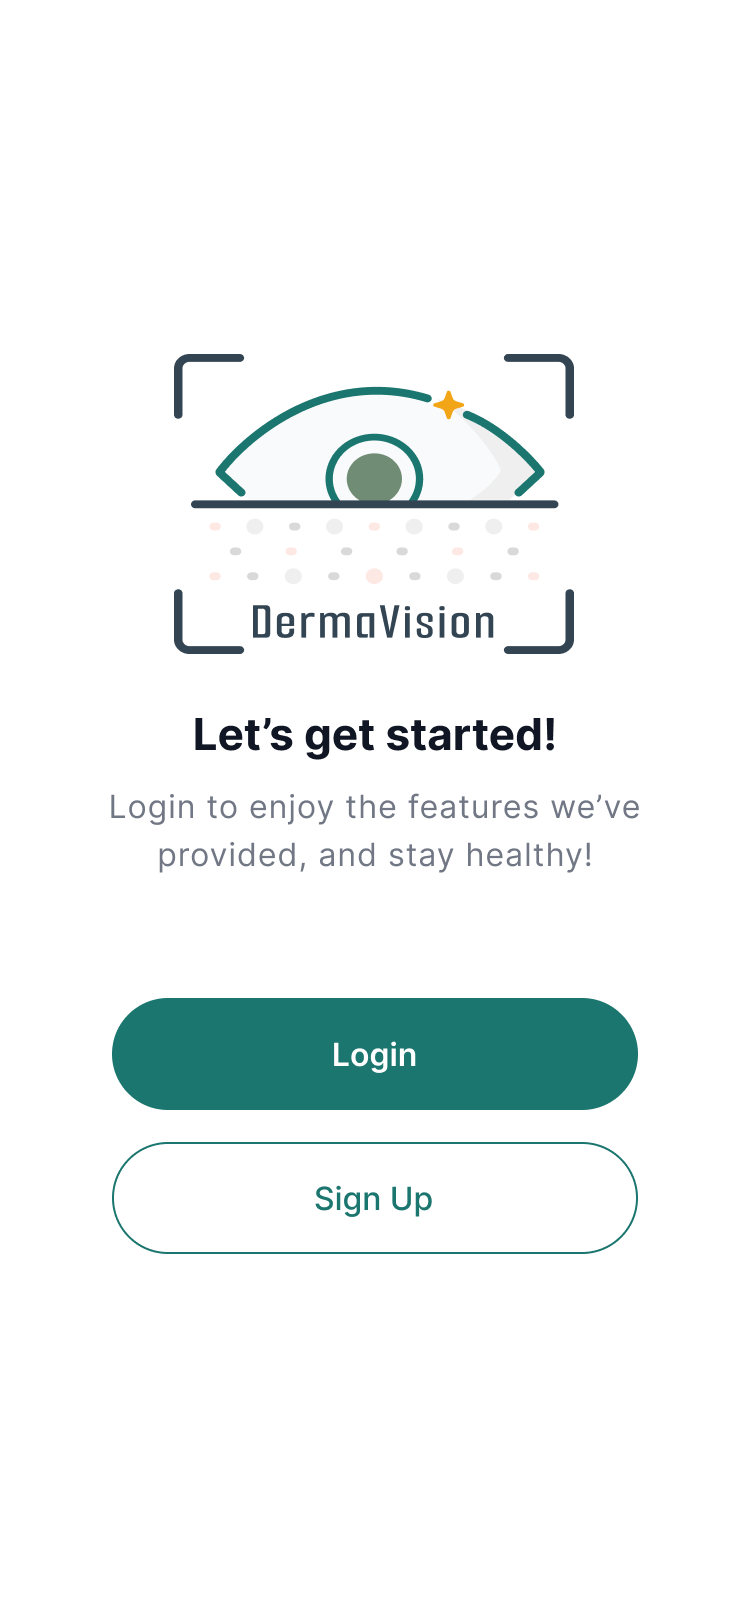 DermaVision
Let’s get started!
Login to enjoy the features we’ve
provided, and stay healthy!
Login
Sign Up